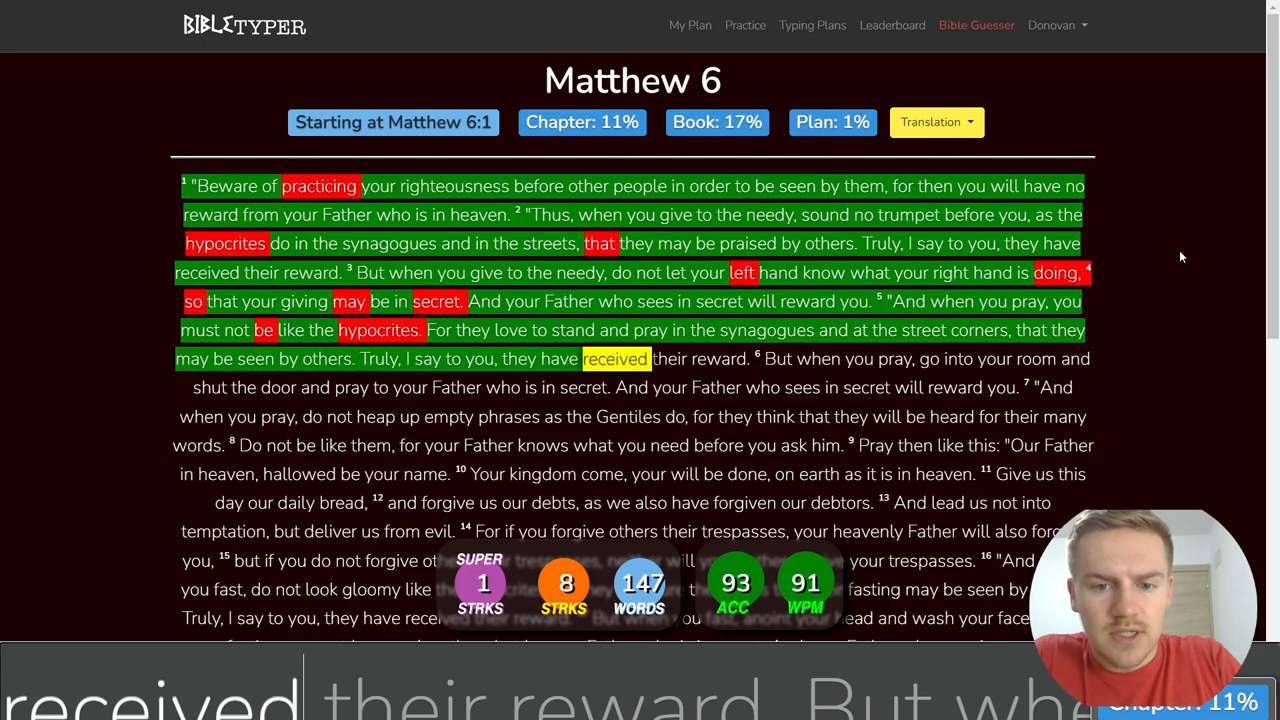 BIBLETYPER
My Plan Practice Typing Plans Leaderboard Bible Guesser Donovan
Matthew 6
Starting at Matthew 6:1 Chapter: 11% Book: 17% Plan: 1% Translation
1 "Beware of practicing your righteousness before other people in order to be seen by them, for then you will have no
reward from your Father who is in heaven. 2 "Thus, when you give to the needy, sound no trumpet before you, as the
hypocrites do in the synagogues and in the streets, that they may be praised by others. Truly, I say to you, they have
received their reward. 3 But when you give to the needy, do not let your left hand know what your right hand is doing, 4
so that your giving may be in secret. And your Father who sees in secret will reward you. 5 "And when you pray, you
must not be like the hypocrites. For they love to stand and pray in the synagogues and at the street corners, that they
may be seen by others. Truly, I say to you, they have received their reward. 6 But when you pray, go into your room and
shut the door and pray to your Father who is in secret. And your Father who sees in secret will reward you. 7 "And
when you pray, do not heap up empty phrases as the Gentiles do, for they think that they will be heard for their many
words. 8 Do not be like them, for your Father knows what you need before you ask him. 9 Pray then like this: "Our Father
in heaven, hallowed be your name. 10 Your kingdom come, your will be done, on earth as it is in heaven. 11 Give us this
day our daily bread, 12 and forgive us our debts, as we also have forgiven our debtors. 13 And lead us not into
temptation, but deliver us from evil. 14 For if you forgive others their trespasses, your heavenly Father will also
you, 15 but if you do not forgive your trespasses. 16 "And
you fast, do not look gloomy like fasting may be seen by
Truly, I say to you, they have head and wash your face
SUPER 1 STRKS 8 STRKS 147 WORDS 93 ACC 91 WPM
received their reward. But Chapter: 11%